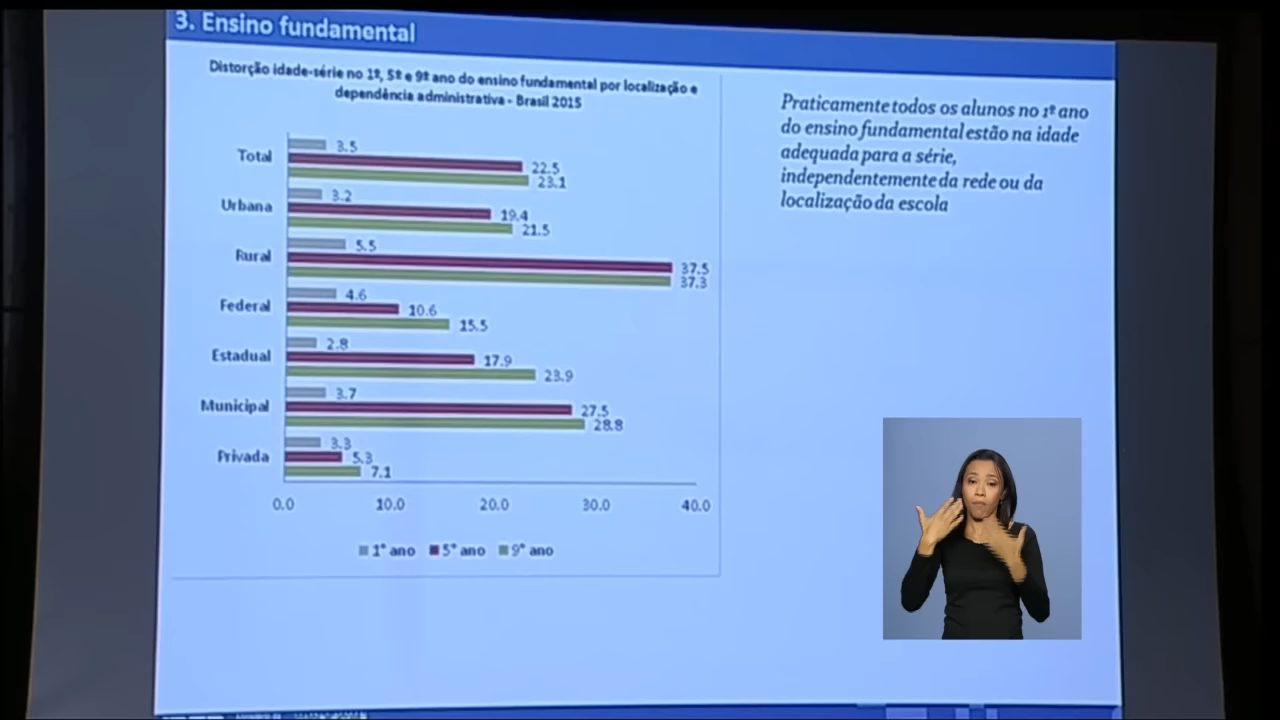 3. Ensino fundamental
Distorção idade-série no 1º, 5º e 9º ano do ensino fundamental por localização e
dependência administrativa - Brasil 2015
Total
3.5
22.5
23.1
Urbana
3.2
19.4
21.5
Rural
5.5
37.5
37.3
Federal
4.6
10.6
15.5
Estadual
2.8
17.9
23.9
Municipal
3.7
27.5
28.8
Privada
3.3
5.3
7.1
0.0 10.0 20.0 30.0 40.0
1° ano 5° ano 9° ano
Praticamente todos os alunos no 1º ano
do ensino fundamental estão na idade
adequada para a série,
independentemente da rede ou da
localização da escola